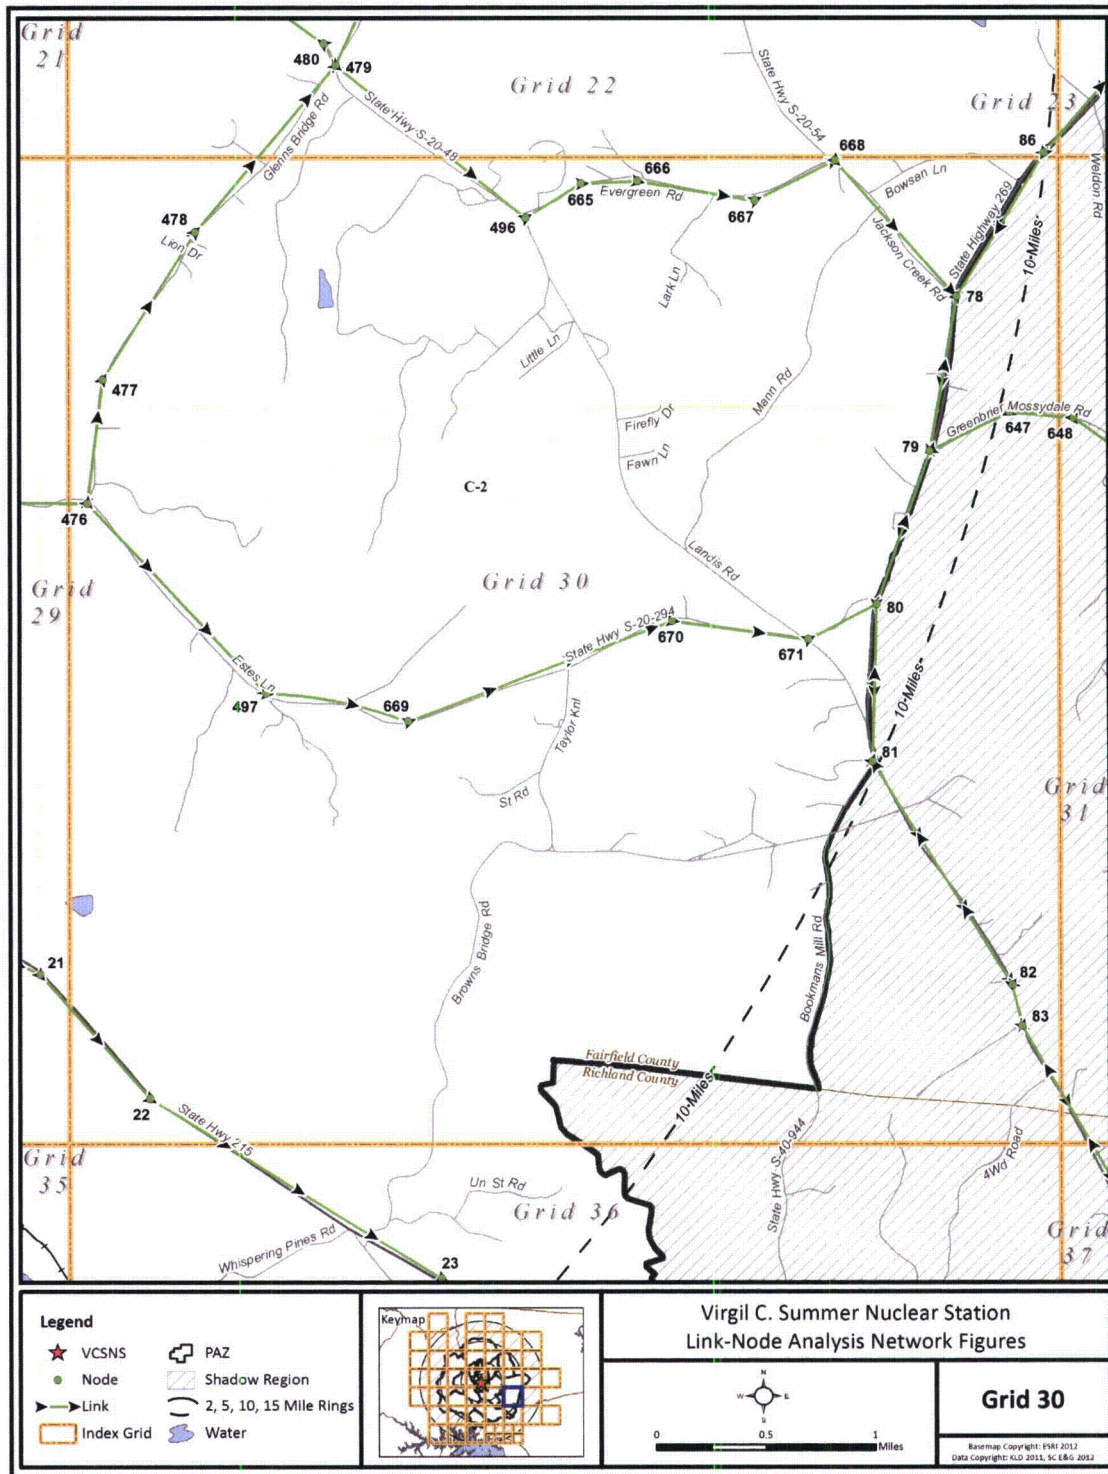 Grid
21
480
479
Grid 22
State Hwy S-20-54
Grid 23
State Hwy S-20-48
Glenns Bridge Rd
668
86
Weldon Rd
666
665
Evergreen Rd
667
Bowsan Ln
478
496
State Highway 269
10-Miles
Lion Dr
Jackson Creek Rd
Lark Ln
78
Little Ln
477
Mann Rd
Greenbrier Mossydale Rd
Firefly Dr
647
648
79
Fawn Ln
C-2
476
Landis Rd
Grid
29
Grid 30
80
State Hwy S-20-294
670
671
Estes Ln
10-Miles
497
669
Taylor Knl
81
Grid
31
St Rd
Browns Bridge Rd
Bookmans Mill Rd
21
82
83
Fairfield County
Richland County
10-Miles
22
State Hwy 215
State Hwy S-40-944
4Wd Road
Grid
35
Un St Rd
Grid 36
Grid
37
Whispering Pines Rd
23
Legend
VCSNS
PAZ
Node
Shadow Region
Link
2, 5, 10, 15 Mile Rings
Index Grid
Water
Keymap
Virgil C. Summer Nuclear Station
Link-Node Analysis Network Figures
N
W
E
S
0
0.5
1
Miles
Grid 30
Basemap Copyright: ESRI 2012
Data Copyright: KLD 2011, SC E&G 2012